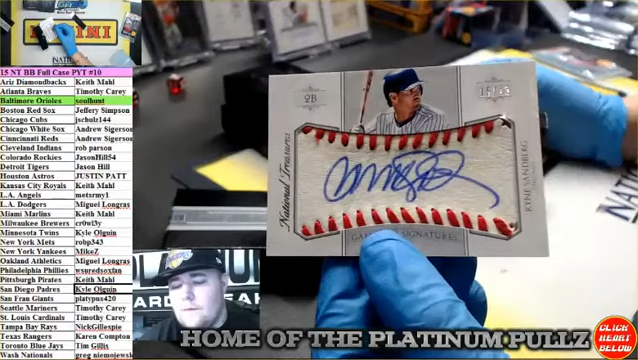 PANINI
15 NT BB Full Case PYT #10
Ariz Diamondbacks Keith Mahl
Atlanta Braves Timothy Carey
Baltimore Orioles soulhunt
Boston Red Sox Jeffery Simpson
Chicago Cubs jschulz144
Chicago White Sox Andrew Sigerson
Cinncinati Reds Andrew Sigerson
Cleveland Indians rob parson
Colorado Rockies JasonHill54
Detroit Tigers Jason Hill
Houston Astros JUSTIN PATT
Kansas City Royals Keith Mahl
L.A. Angels metsrmy1
L.A. Dodgers Miguel Longras
Miami Marlins Keith Mahl
Milwaukee Brewers cr0wl3y
Minnesota Twins Kyle Olguin
New York Mets robp343
New York Yankees MikeZ
Oakland Athletics Miguel Longras
Philadelphia Phillies wsuredsoxfan
Pittsburgh Pirates Keith Mahl
San Diego Padres Kyle Olguin
San Fran Giants platypus420
Seattle Mariners Timothy Carey
St. Louis Cardinals Timothy Carey
Tampa Bay Rays NickGillespie
Texas Rangers Karen Compton
Toronto Blue Jays Tim Gillis
Wash Nationals greg niemojewski
2B
National Treasures
RYNE SANDBERG
SIGNATURES
HOME OF THE PLATINUM PULLZ
CLICK
HEART
BELOW